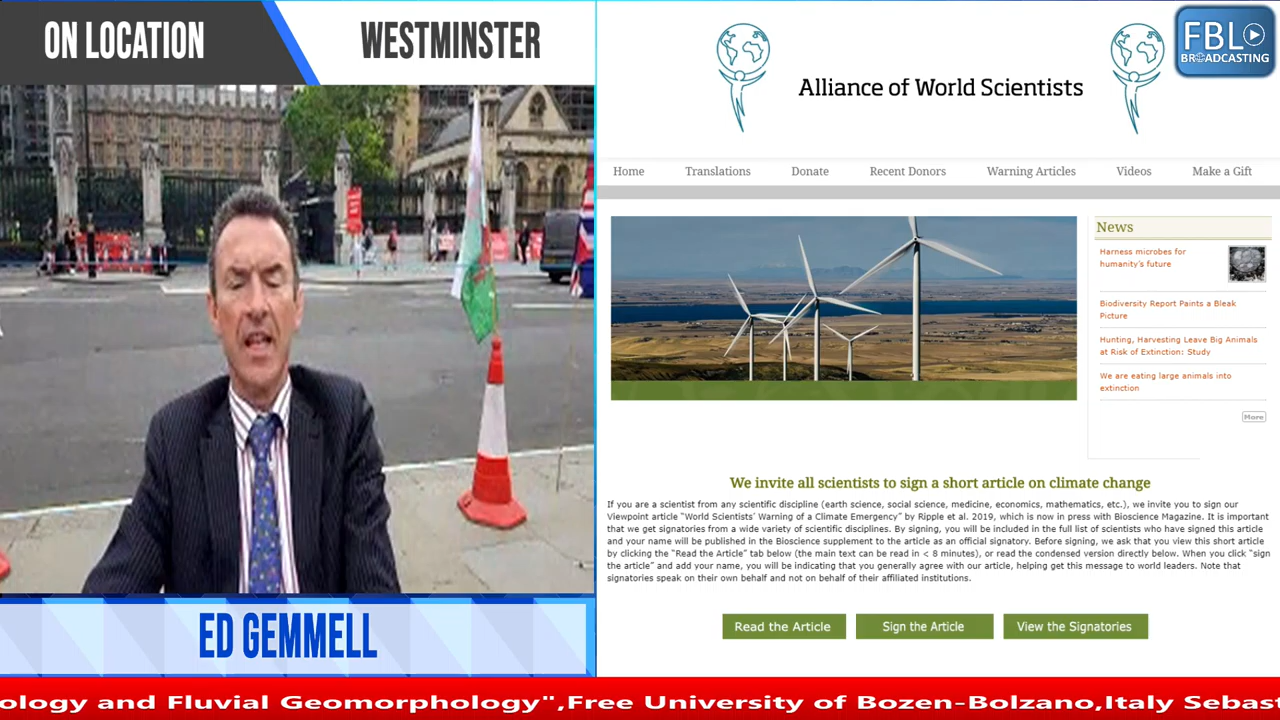 ON LOCATION
WESTMINSTER
FBL
BROADCASTING
Alliance of World Scientists
Home Translations Donate Recent Donors Warning Articles Videos Make a Gift
News
Harness microbes for
humanity's future
Biodiversity Report Paints a Bleak
Picture
Hunting, Harvesting Leave Big Animals
at Risk of Extinction: Study
We are eating large animals into
extinction
More
We invite all scientists to sign a short article on climate change
If you are a scientist from any scientific discipline (earth science, social science, medicine, economics, mathematics, etc.), we invite you to sign our
Viewpoint article “World Scientists’ Warning of a Climate Emergency” by Ripple et al. 2019, which is now in press with Bioscience Magazine. It is important
that we get signatories from a wide variety of scientific disciplines. By signing, you will be included in the full list of scientists who have signed this article
and your name will be published in the Bioscience supplement to the article as an official signatory. Before signing, we ask that you view this short article
by clicking the “Read the Article” tab below (the main text can be read in < 8 minutes), or read the condensed version directly below. When you click “sign
the article” and add your name, you will be indicating that you generally agree with our article, helping get this message to world leaders. Note that
signatories speak on their own behalf and not on behalf of their affiliated institutions.
Read the Article Sign the Article View the Signatories
ED GEMMELL
ology and Fluvial Geomorphology",Free University of Bozen-Bolzano,Italy Sebas